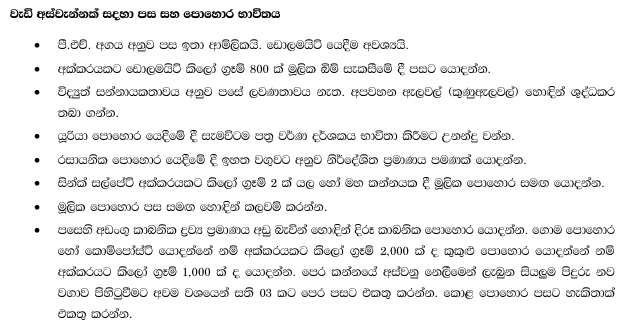 වැඩි අස්වැන්නක් සදහා පස සහ පොහොර භාවිතය
• පී.එච්. අගය අනුව පස ඉතා ආම්ලිකයි. ඩොලමයිට් යෙදීම අවශ්‍යයි.
• අක්කරයකට ඩොලමයිට් කිලෝ ග්‍රෑම් 800 ක් මූලික බිම් සැකසීමේ දී පසට යොදන්න.
• විද්‍යුත් සන්නායකතාවය අනුව පසේ ලවණතාවය නැත. අපවහන ඇලවල් (කුණුඇලවල්) හොඳින් ශුද්ධකර
තබා ගන්න.
• යූරියා පොහොර යෙදීමේ දී සැමවිටම පත්‍ර වර්ණ දර්ශකය භාවිතා කිරීමට උනන්දු වන්න.
• රසායනික පොහොර යෙදීමේ දී ඉහත වගුවට අනුව නිර්දේශිත ප්‍රමාණය පමණක් යොදන්න.
• සින්ක් සල්පේට් අක්කරයකට කිලෝ ග්‍රෑම් 2 ක් යල හෝ මහ කන්නයක දී මූලික පොහොර සමඟ යොදන්න.
• මූලික පොහොර පස සමඟ හොඳින් කලවම් කරන්න.
• පසෙහි අඩංගු කාබනික ද්‍රව්‍ය ප්‍රමාණය අඩු බැවින් හොඳින් දිරූ කාබනික පොහොර යොදන්න. ගොම පොහොර
හෝ කොම්පෝස්ට් යොදන්නේ නම් අක්කරයකට කිලෝ ග්‍රෑම් 2,000 ක් ද කුකුළු පොහොර යොදන්නේ නම්
අක්කරයට කිලෝ ග්‍රෑම් 1,000 ක් ද යොදන්න. පෙර කන්නයේ අස්වනු නෙලීමෙන් ලැබුන සියලුම පිදුරු නව
වගාව පිහිටුවීමට අවම වශයෙන් සති 03 කට පෙර පසට එකතු කරන්න. කොළ පොහොර පසට හැකිතාක්
එකතු කරන්න.